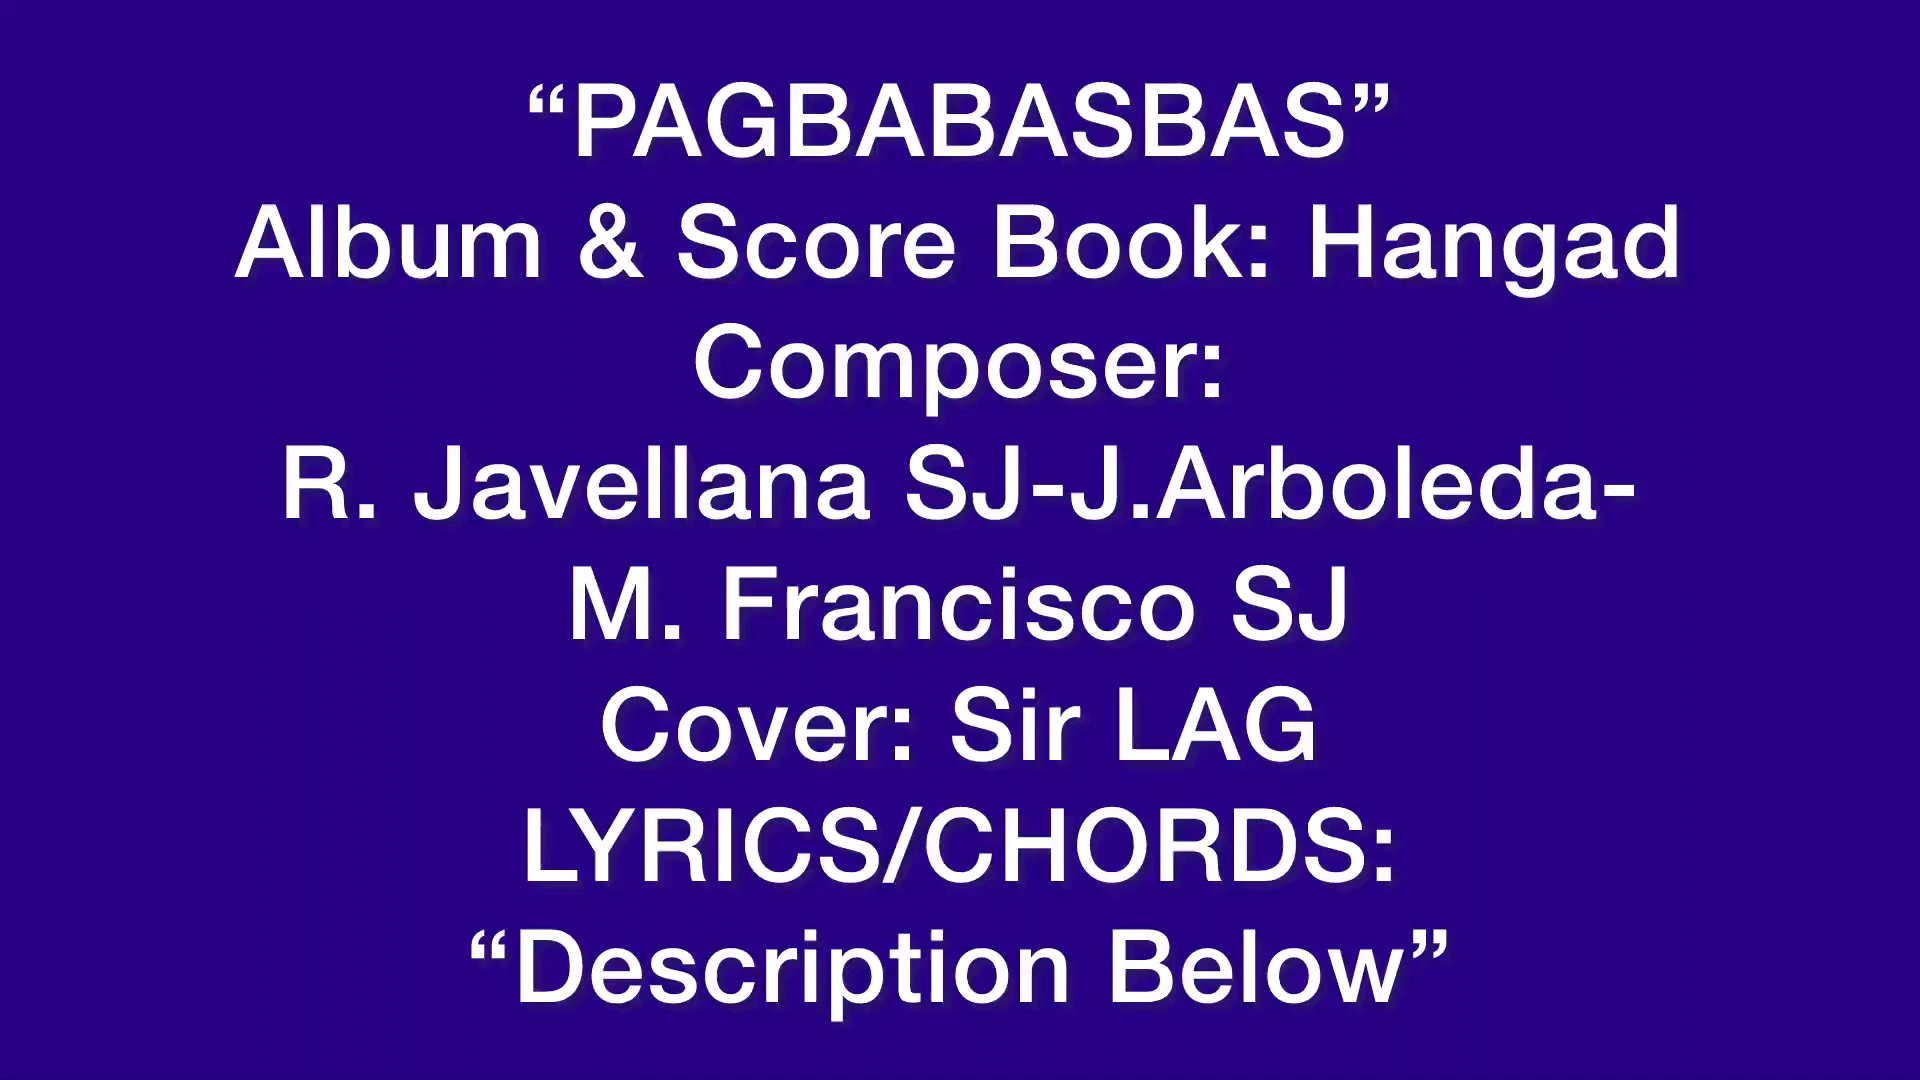 “PAGBABASBAS”
Album & Score Book: Hangad
Composer:
R. Javellana SJ-J.Arboleda-
M. Francisco SJ
Cover: Sir LAG
LYRICS/CHORDS:
“Description Below”